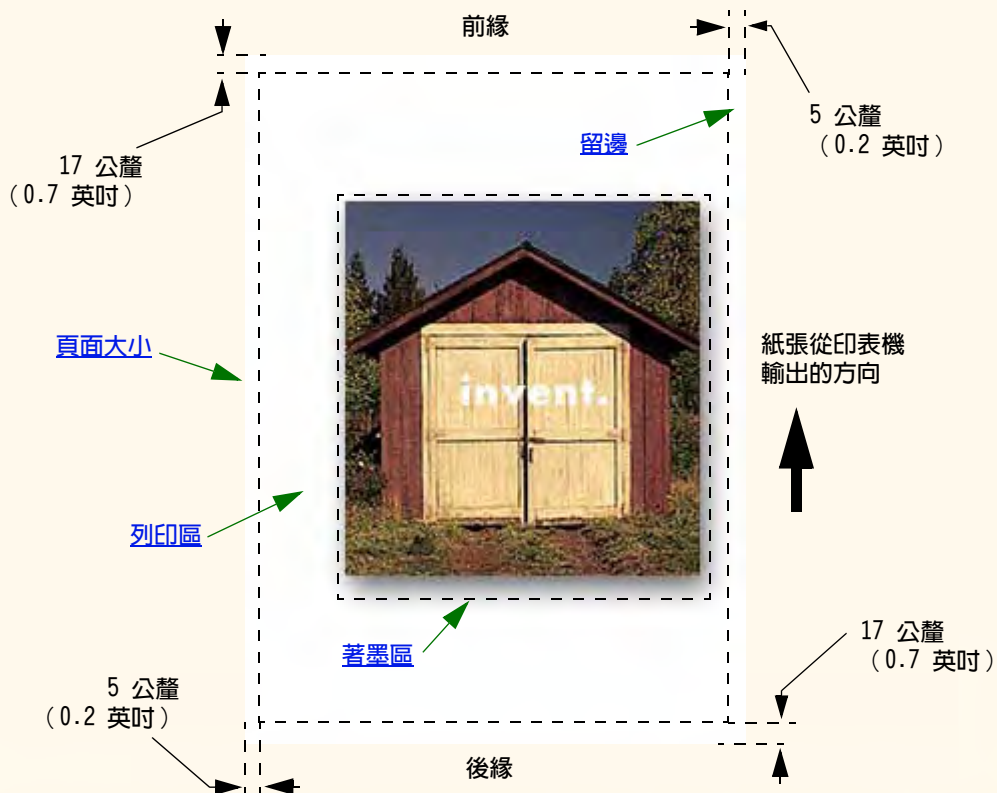 前緣
5 公釐
（0.2 英吋）
留邊
17 公釐
（0.7 英吋）
頁面大小
紙張從印表機
輸出的方向
invent.
列印區
著墨區
17 公釐
（0.7 英吋）
5 公釐
（0.2 英吋）
後緣